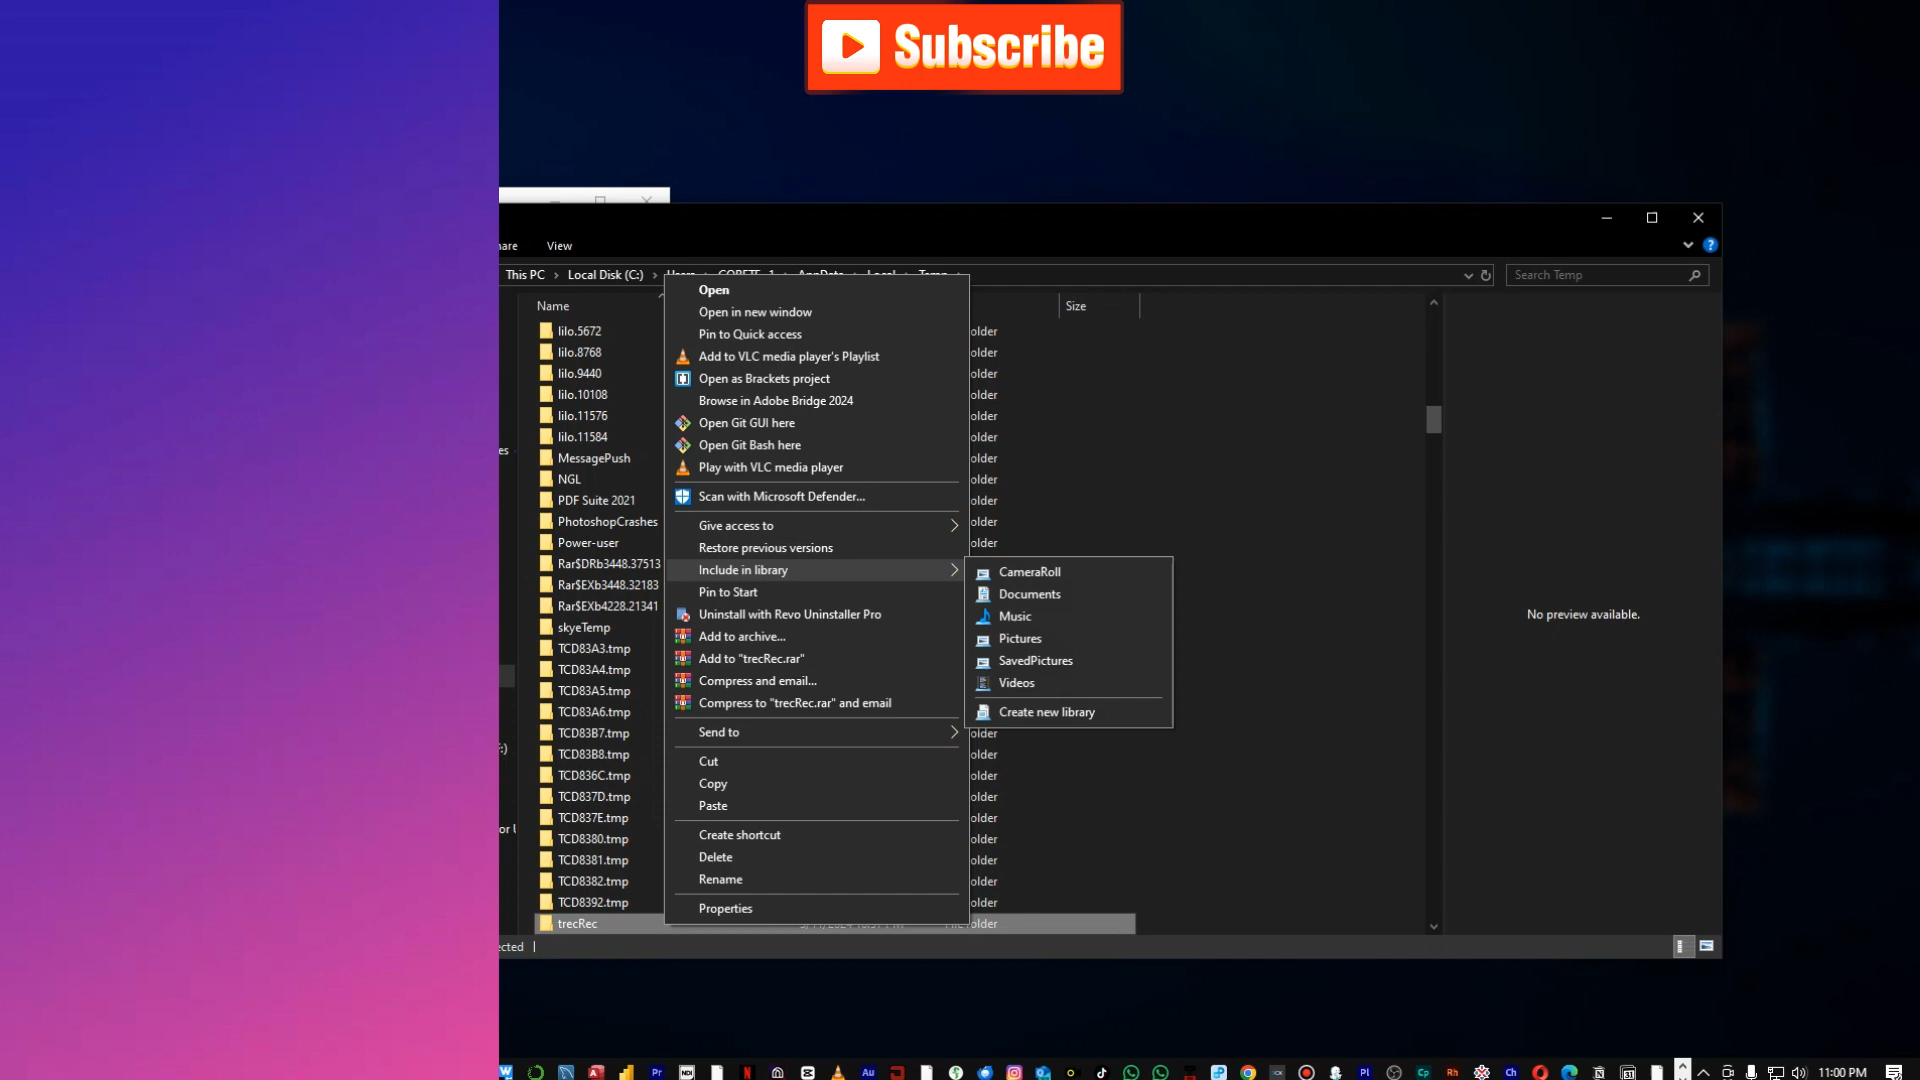 Subscribe
View
This PC > Local Disk (C:) > Users > AppData > Local > Temp >
Search Temp
Name
Size
lilo.5672
lilo.8768
lilo.9440
lilo.10108
lilo.11576
lilo.11584
MessagePush
NGL
PDF Suite 2021
PhotoshopCrashes
Power-user
Rar$DRb3448.37513
Rar$EXb3448.32183
Rar$EXb4228.21341
skyeTemp
TCD83A3.tmp
TCD83A4.tmp
TCD83A5.tmp
TCD83A6.tmp
TCD83B7.tmp
TCD83B8.tmp
TCD836C.tmp
TCD837D.tmp
TCD837E.tmp
TCD8380.tmp
TCD8381.tmp
TCD8382.tmp
TCD8392.tmp
trecRec
Open
Open in new window
Pin to Quick access
Add to VLC media player's Playlist
Open as Brackets project
Browse in Adobe Bridge 2024
Open Git GUI here
Open Git Bash here
Play with VLC media player
Scan with Microsoft Defender...
Give access to
Restore previous versions
Include in library
Pin to Start
Uninstall with Revo Uninstaller Pro
Add to archive...
Add to "trecRec.rar"
Compress and email...
Compress to "trecRec.rar" and email
Send to
Cut
Copy
Paste
Create shortcut
Delete
Rename
Properties
CameraRoll
Documents
Music
Pictures
SavedPictures
Videos
Create new library
No preview available.
11:00 PM